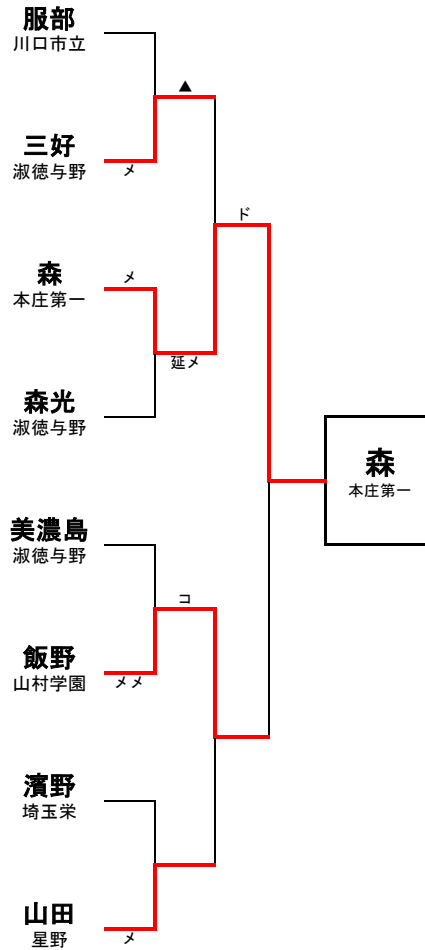 服部
川口市立
▲
三好
淑徳与野
メ
ド
森
本庄第一
メ
延メ
森光
淑徳与野
森
本庄第一
美濃島
淑徳与野
コ
飯野
山村学園
メメ
濱野
埼玉栄
山田
星野
メ